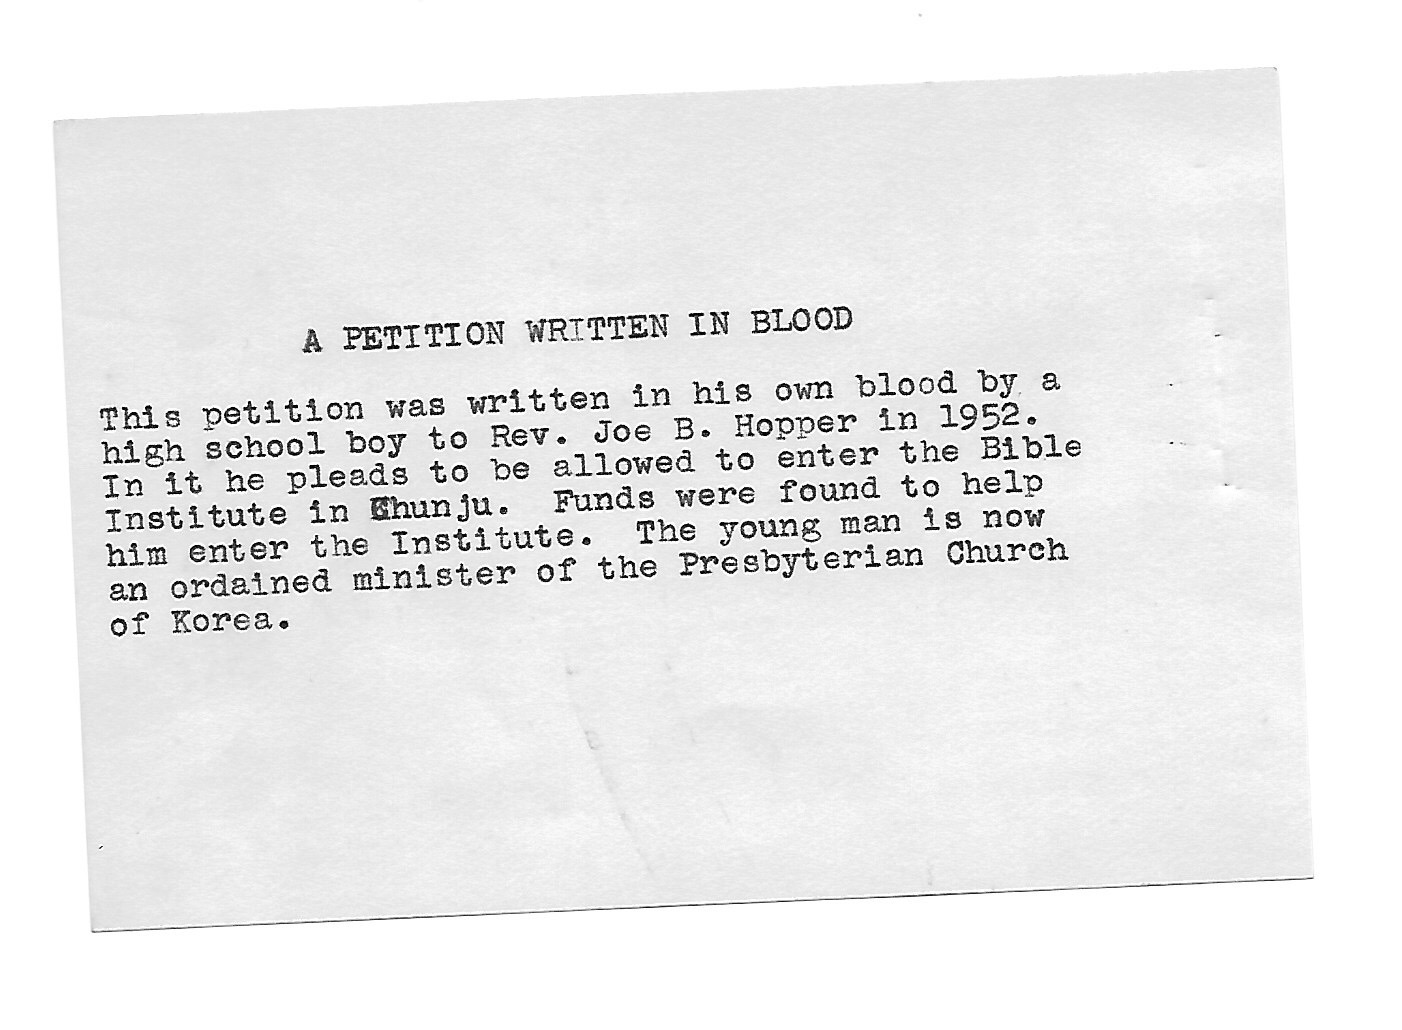 A PETITION WRITTEN IN BLOOD
This petition was written in his own blood by a
high school boy to Rev. Joe B. Hopper in 1952.
In it he pleads to be allowed to enter the Bible
Institute in Chunju. Funds were found to help
him enter the Institute. The young man is now
an ordained minister of the Presbyterian Church
of Korea.